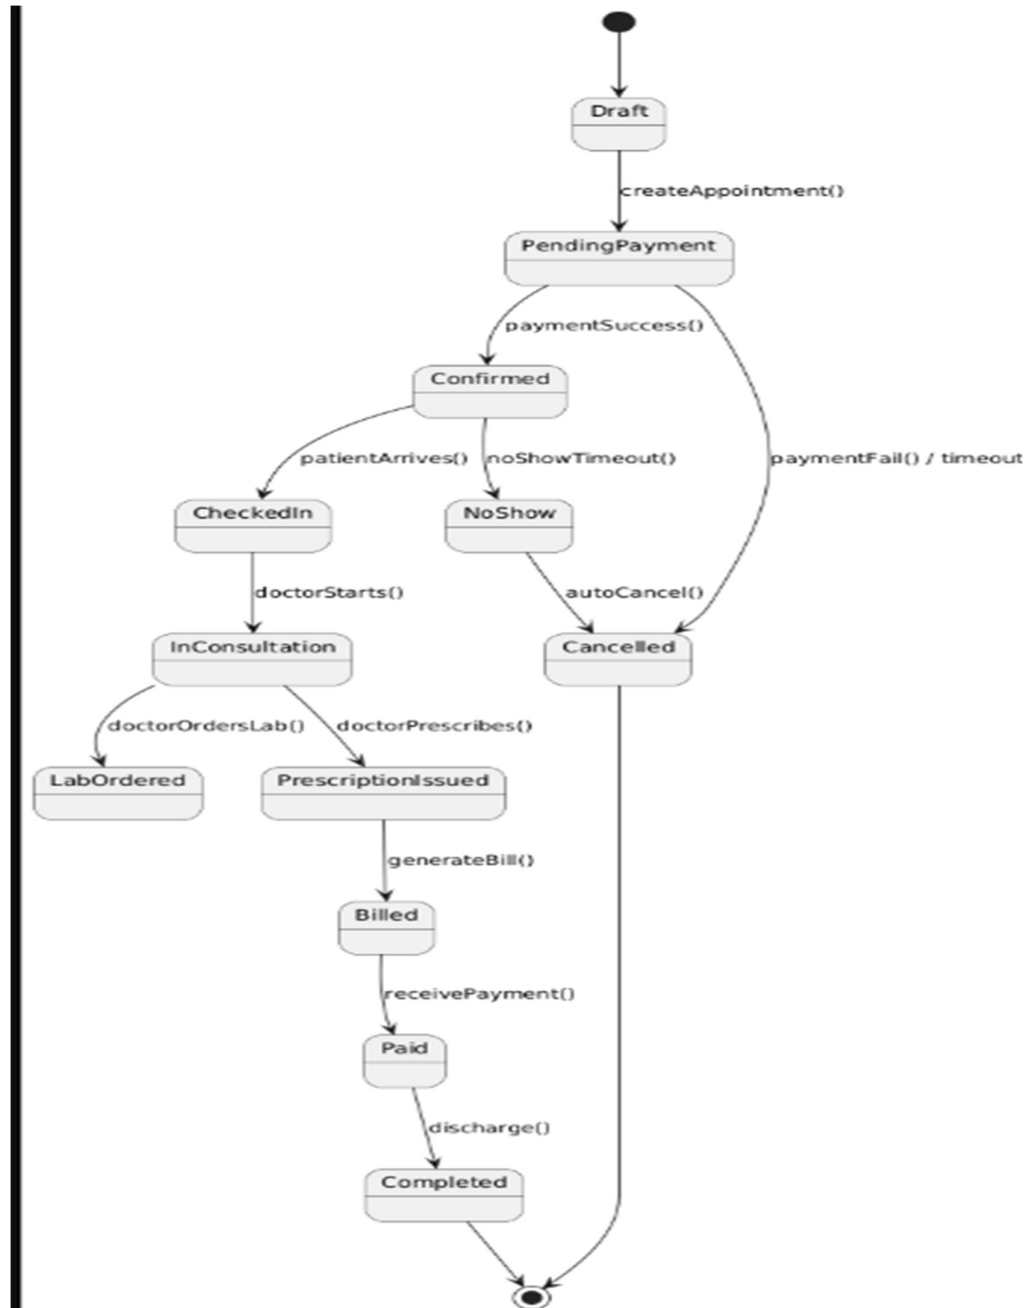 Draft
createAppointment()
PendingPayment
paymentSuccess()
Confirmed
patientArrives()
noShowTimeout()
paymentFail() / timeout
CheckedIn
NoShow
doctorStarts()
autoCancel()
InConsultation
Cancelled
doctorOrdersLab()
doctorPrescribes()
LabOrdered
PrescriptionIssued
generateBill()
Billed
receivePayment()
Paid
discharge()
Completed